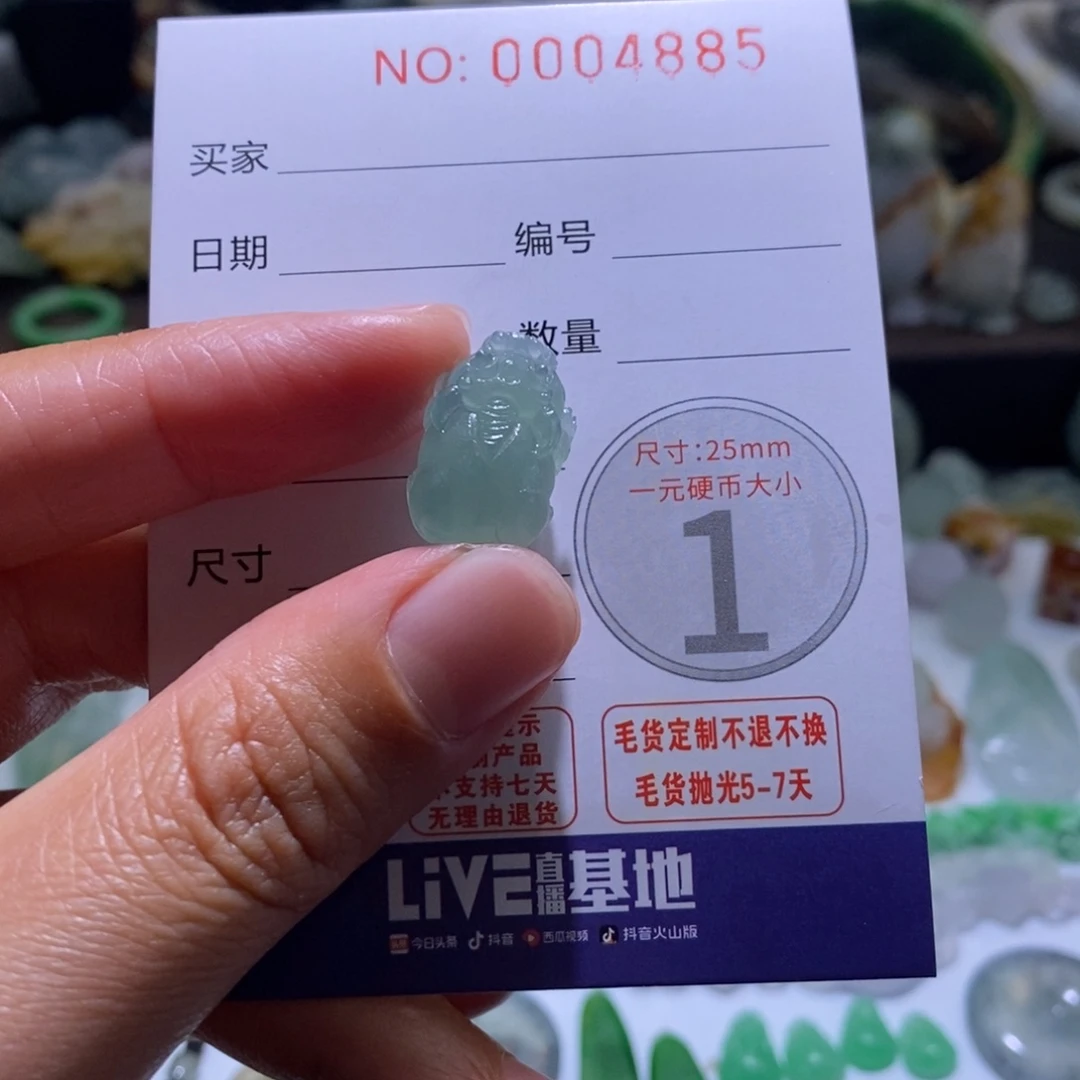 NO: 0004885
买家
日期 编号
数量
尺寸:25mm
一元硬币大小
1
尺寸
示
产品
支持七天
无理由退货
毛货定制不退不换
毛货抛光5-7天
LiVE直播基地
今日头条 抖音 西瓜视频 抖音火山版